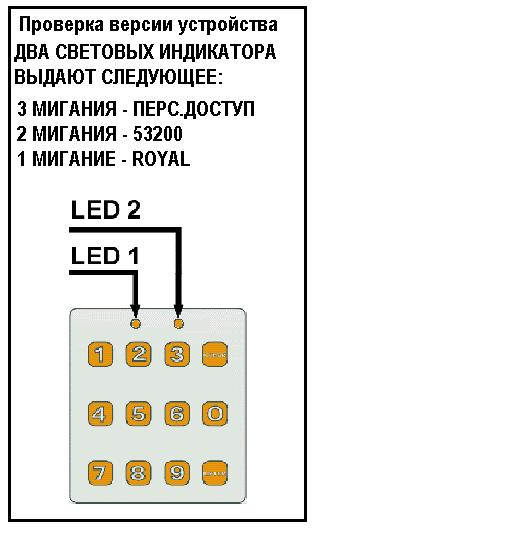 Проверка версии устройства
ДВА СВЕТОВЫХ ИНДИКАТОРА
ВЫДАЮТ СЛЕДУЮЩЕЕ:
3 МИГАНИЯ - ПЕРС.ДОСТУП
2 МИГАНИЯ - 53200
1 МИГАНИЕ - ROYAL
LED 2
LED 1
1 2 3
4 5 6 0
7 8 9